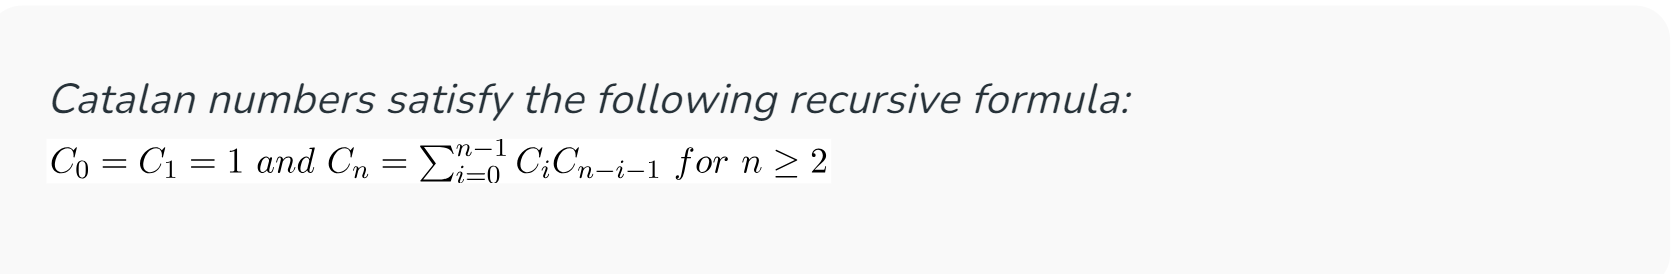 Catalan numbers satisfy the following recursive formula:
C₀ = C₁ = 1 and Cₙ = ∑ᵢ₌₀ⁿ⁻¹ CᵢCₙ₋ᵢ₋₁ for n ≥ 2